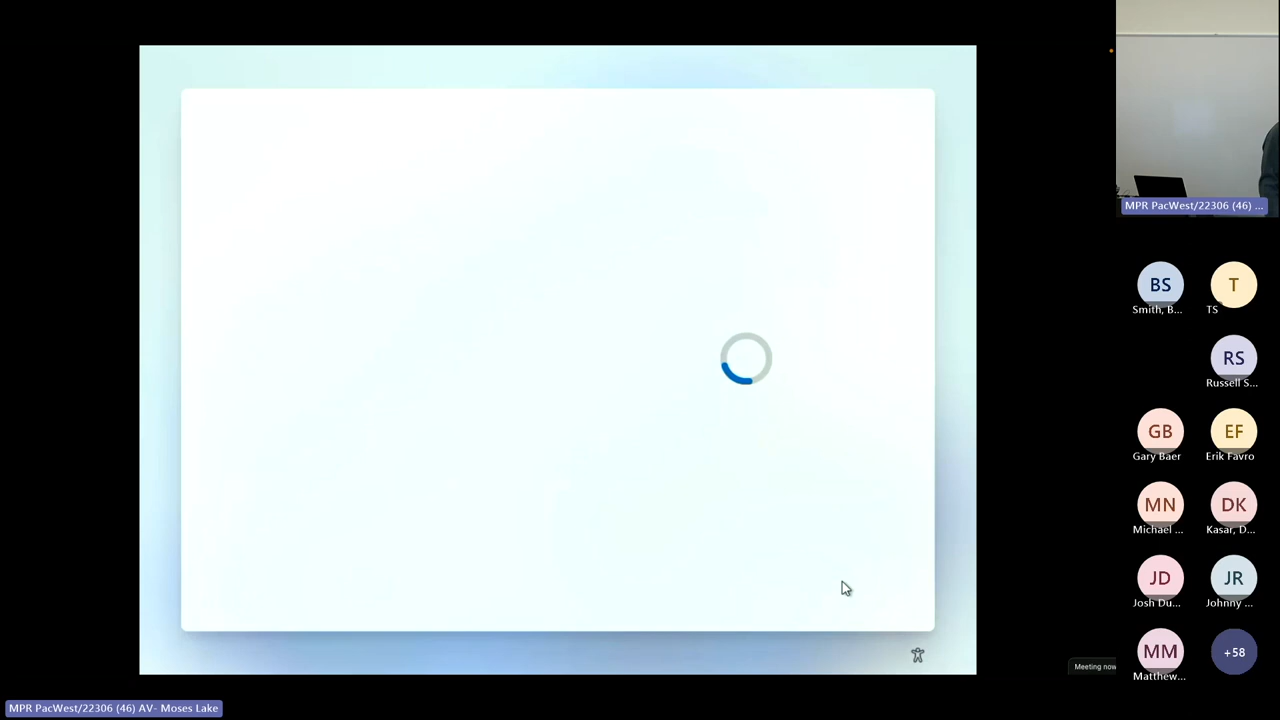 MPR PacWest/22306 (46) ...
BS
T
Smith, B...
TS
RS
Russell S...
GB
EF
Gary Baer
Erik Favro
MN
DK
Michael ...
Kasar, D...
JD
JR
Josh Du...
Johnny ...
MM
+58
Matthew...
Meeting now
MPR PacWest/22306 (46) AV- Moses Lake